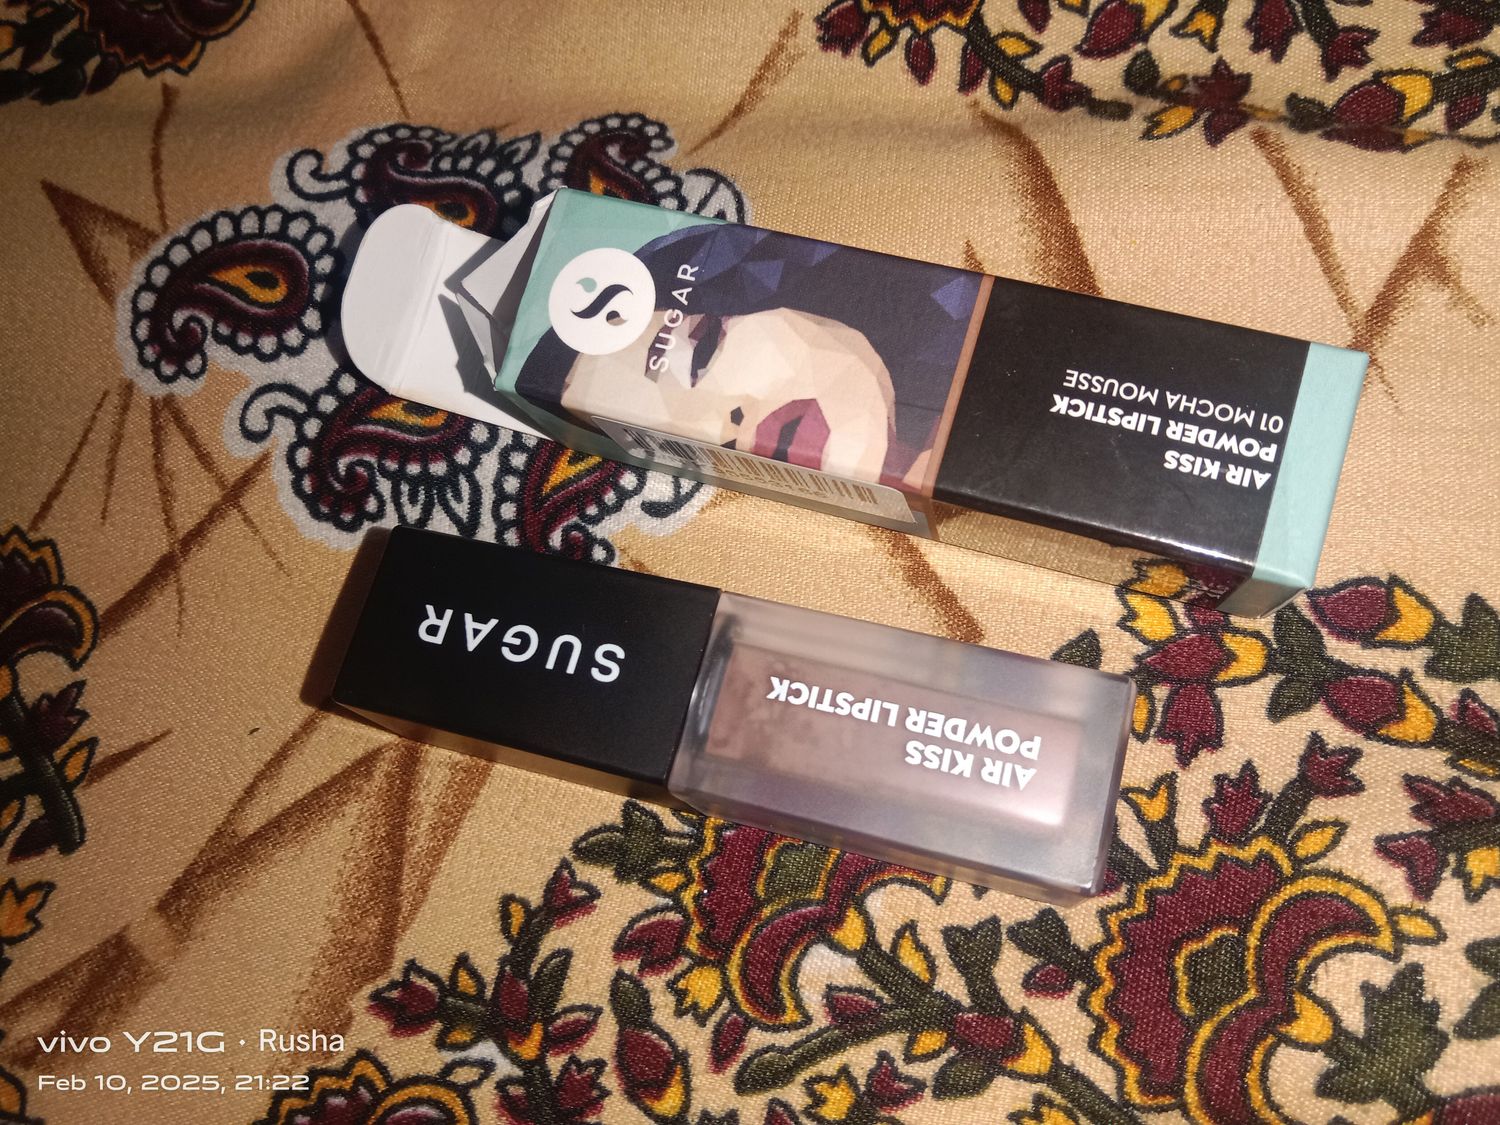 SUGAR
AIR KISS
POWDER LIPSTICK
01 MOCHA MOUSSE
SUGAR
AIR KISS
POWDER LIPSTICK
vivo Y21G · Rusha
Feb 10, 2025, 21:22